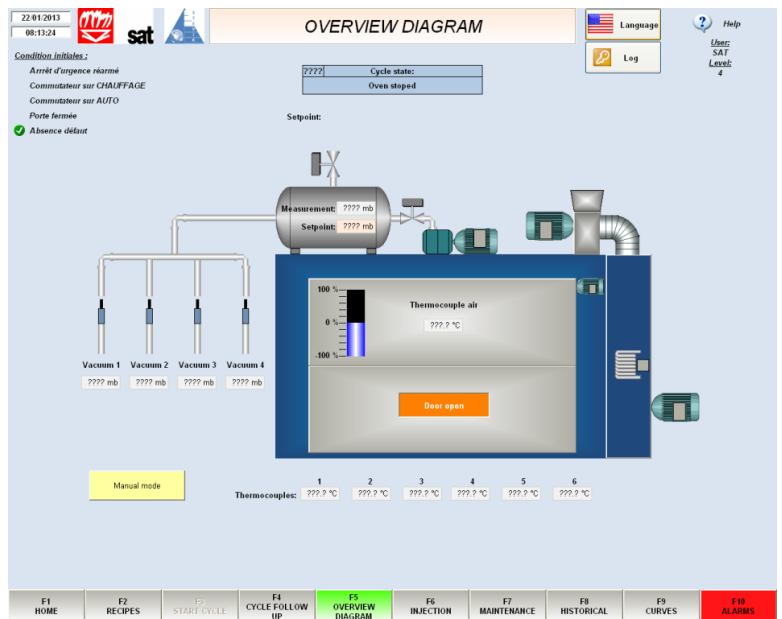 22/01/2013
08:13:24
sat
OVERVIEW DIAGRAM
Language
Help
Log
User:
SAT
Level:
4
Condition initiales :
Arrrêt d'urgence réarmé
Commutateur sur CHAUFFAGE
Commutateur sur AUTO
Porte fermée
Absence défaut
???? Cycle state:
Oven stoped
Setpoint:
Measurement: ???? mb
Setpoint: ???? mb
100 %
0 %
-100 %
Thermocouple air
???.? °C
Door open
Vacuum 1 Vacuum 2 Vacuum 3 Vacuum 4
???? mb ???? mb ???? mb ???? mb
Manual mode
1 2 3 4 5 6
Thermocouples: ???.? °C ???.? °C ???.? °C ???.? °C ???.? °C ???.? °C
F1 HOME
F2 RECIPES
F3 START CYCLE
F4 CYCLE FOLLOW UP
F5 OVERVIEW DIAGRAM
F6 INJECTION
F7 MAINTENANCE
F8 HISTORICAL
F9 CURVES
F10 ALARMS